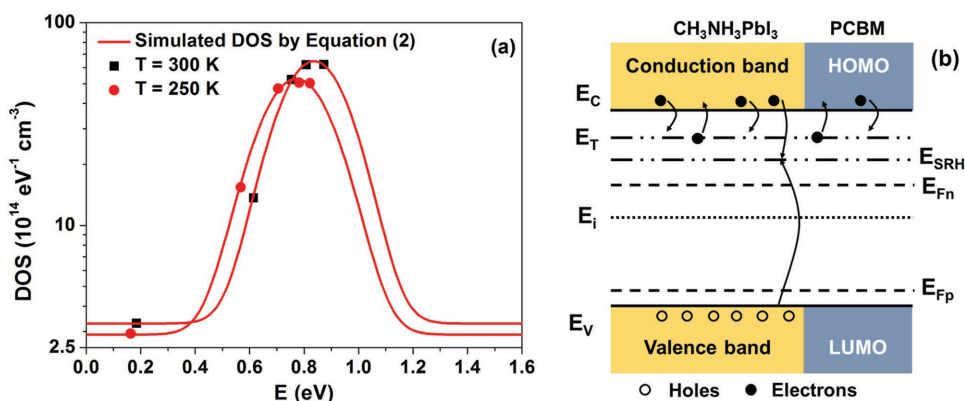 100
10
2.5
DOS (10¹⁴ eV⁻¹ cm⁻³)
Simulated DOS by Equation (2)
T = 300 K
T = 250 K
(a)
0.0 0.2 0.4 0.6 0.8 1.0 1.2 1.4 1.6
E (eV)
CH₃NH₃PbI₃ PCBM
Conduction band HOMO (b)
E_C
E_T
E_SRH
E_Fn
E_i
E_Fp
E_V
Valence band LUMO
Holes Electrons